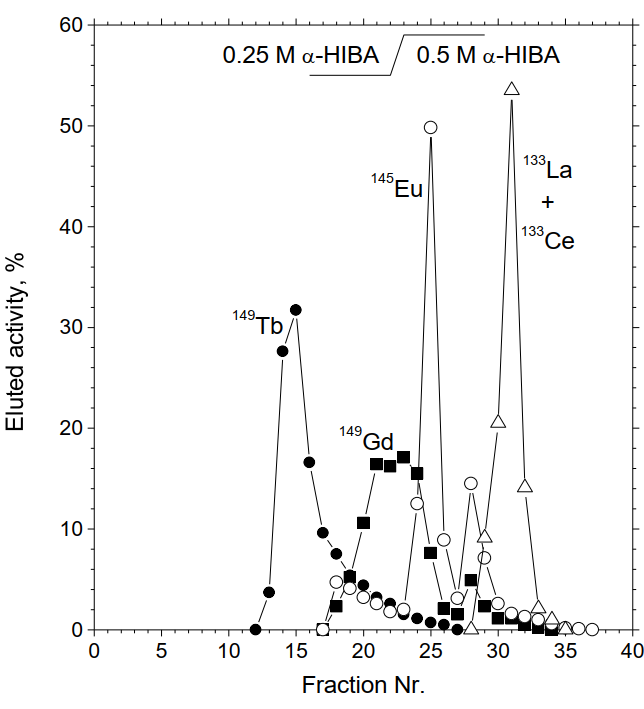 60
50
40
30
20
10
0
0 5 10 15 20 25 30 35 40
Eluted activity, %
Fraction Nr.
0.25 M α-HIBA
0.5 M α-HIBA
¹⁴⁹Tb
¹⁴⁹Gd
¹⁴⁵Eu
¹³³La
+
¹³³Ce